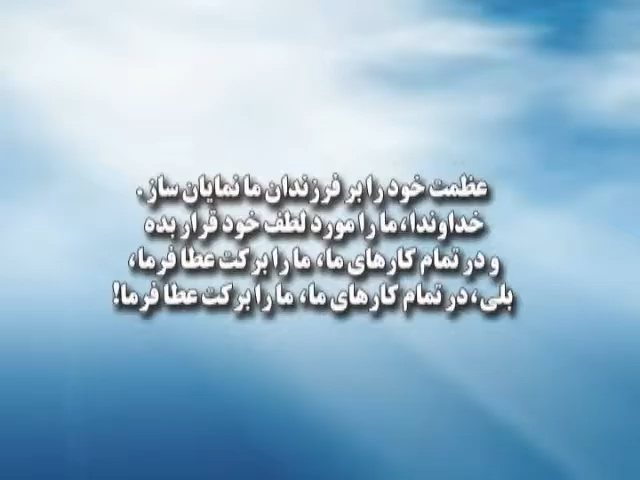 عظمت خود را بر فرزندان ما نمایان ساز.
خداوندا، ما را مورد لطف خود قرار بده
و در تمام کارهای ما، ما را برکت عطا فرما،
بلی، در تمام کارهای ما، ما را برکت عطا فرما!